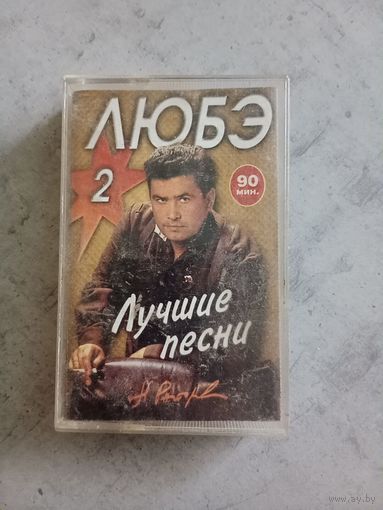 ЛЮБЭ
2
90
МИН.
Лучшие
песни
www.ay.by